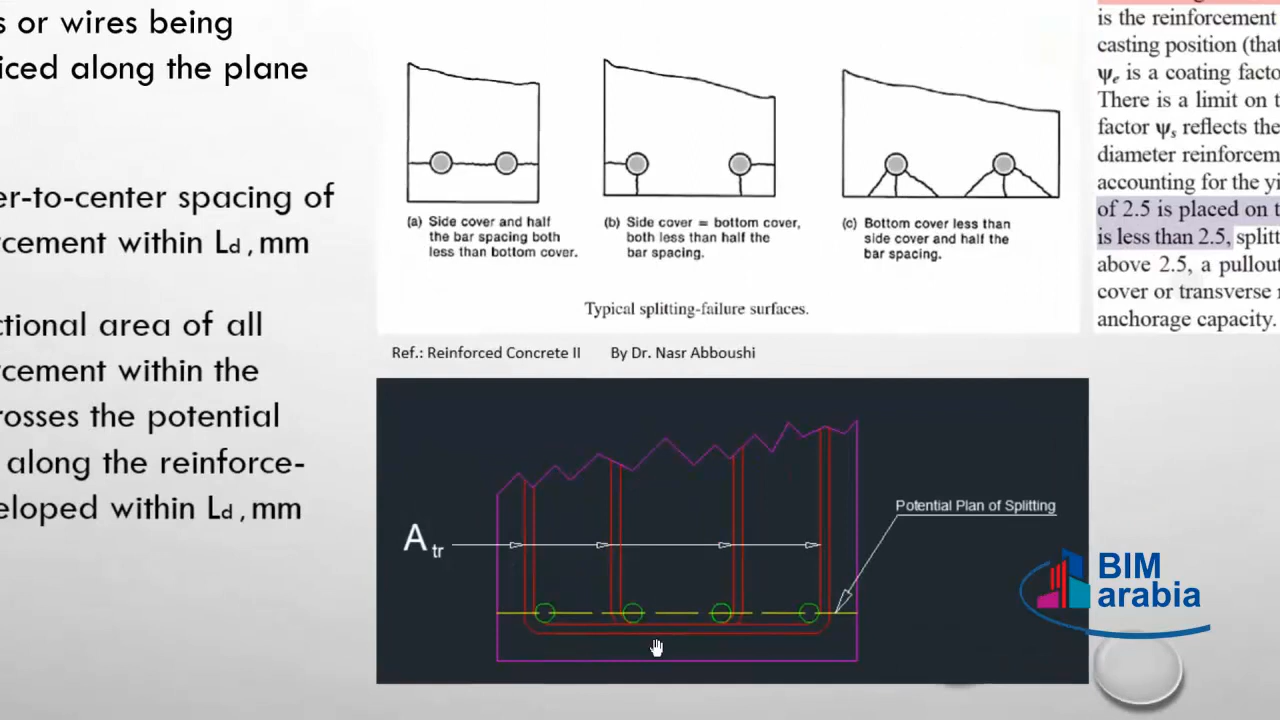 s or wires being
iced along the plane
er-to-center spacing of
rcement within Ld , mm
ctional area of all
rcement within the
rosses the potential
along the reinforce-
eloped within Ld , mm
(a) Side cover and half
the bar spacing both
less than bottom cover.
(b) Side cover = bottom cover,
both less than half the
bar spacing.
(c) Bottom cover less than
side cover and half the
bar spacing.
Typical splitting-failure surfaces.
Ref.: Reinforced Concrete II By Dr. Nasr Abboushi
Atr
Potential Plan of Splitting
is the reinforcement
casting position (that
ψe is a coating facto
There is a limit on t
factor ψs reflects the
diameter reinforcem
accounting for the yi
of 2.5 is placed on t
is less than 2.5, splitt
above 2.5, a pullout
cover or transverse r
anchorage capacity.
BIM
arabia